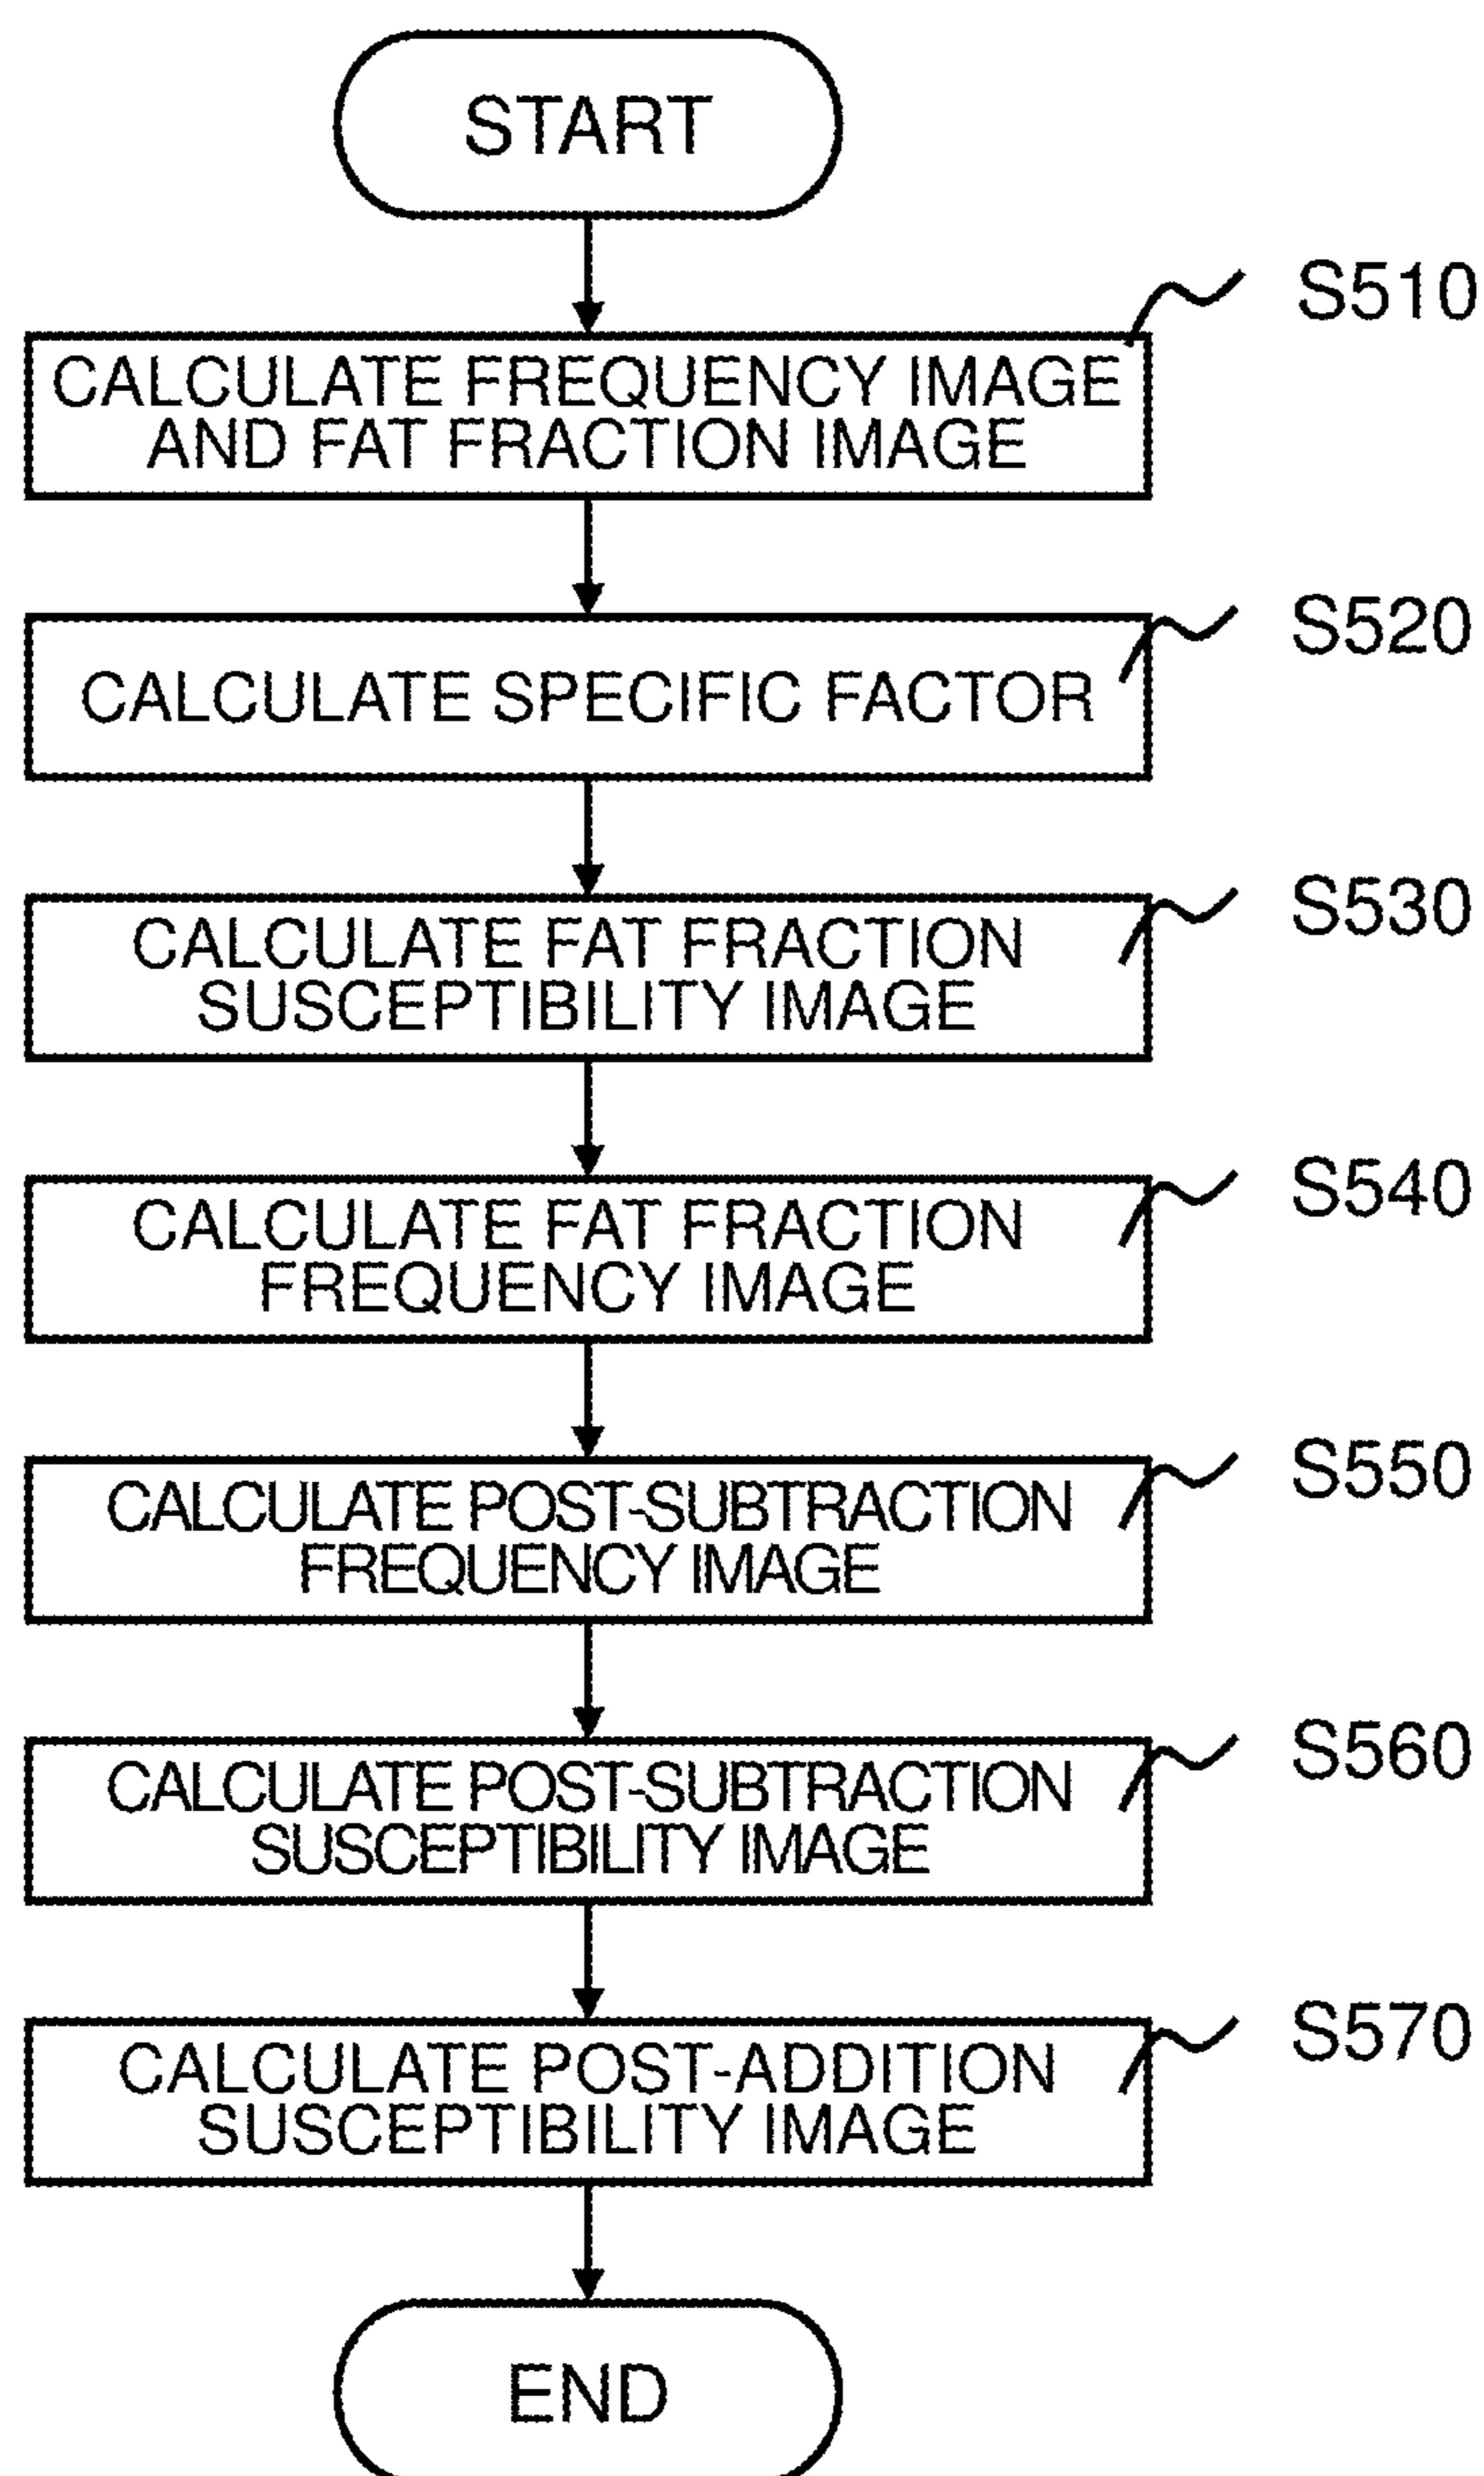 START
S510
CALCULATE FREQUENCY IMAGE
AND FAT FRACTION IMAGE
S520
CALCULATE SPECIFIC FACTOR
S530
CALCULATE FAT FRACTION
SUSCEPTIBILITY IMAGE
S540
CALCULATE FAT FRACTION
FREQUENCY IMAGE
S550
CALCULATE POST-SUBTRACTION
FREQUENCY IMAGE
S560
CALCULATE POST-SUBTRACTION
SUSCEPTIBILITY IMAGE
S570
CALCULATE POST-ADDITION
SUSCEPTIBILITY IMAGE
END